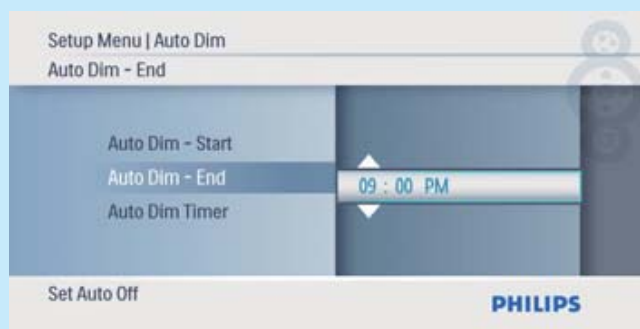 Setup Menu | Auto Dim
Auto Dim - End
Auto Dim - Start
Auto Dim - End
09 : 00 PM
Auto Dim Timer
Set Auto Off
PHILIPS